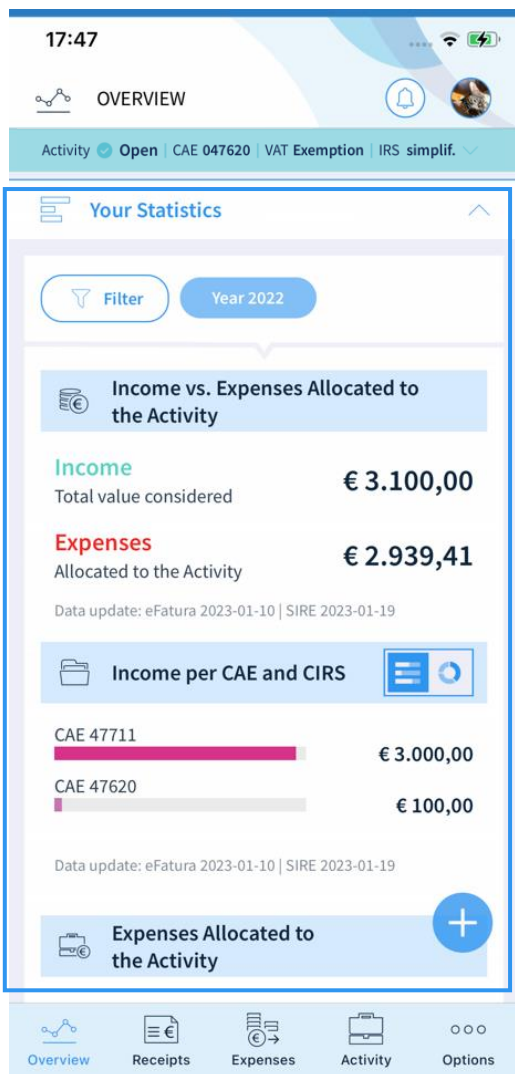 17:47
OVERVIEW
Activity Open | CAE 047620 | VAT Exemption | IRS simplif.
Your Statistics
Filter
Year 2022
Income vs. Expenses Allocated to
the Activity
Income
€ 3.100,00
Total value considered
Expenses
€ 2.939,41
Allocated to the Activity
Data update: eFatura 2023-01-10 | SIRE 2023-01-19
Income per CAE and CIRS
CAE 47711
€ 3.000,00
CAE 47620
€ 100,00
Data update: eFatura 2023-01-10 | SIRE 2023-01-19
Expenses Allocated to
the Activity
Overview Receipts Expenses Activity Options